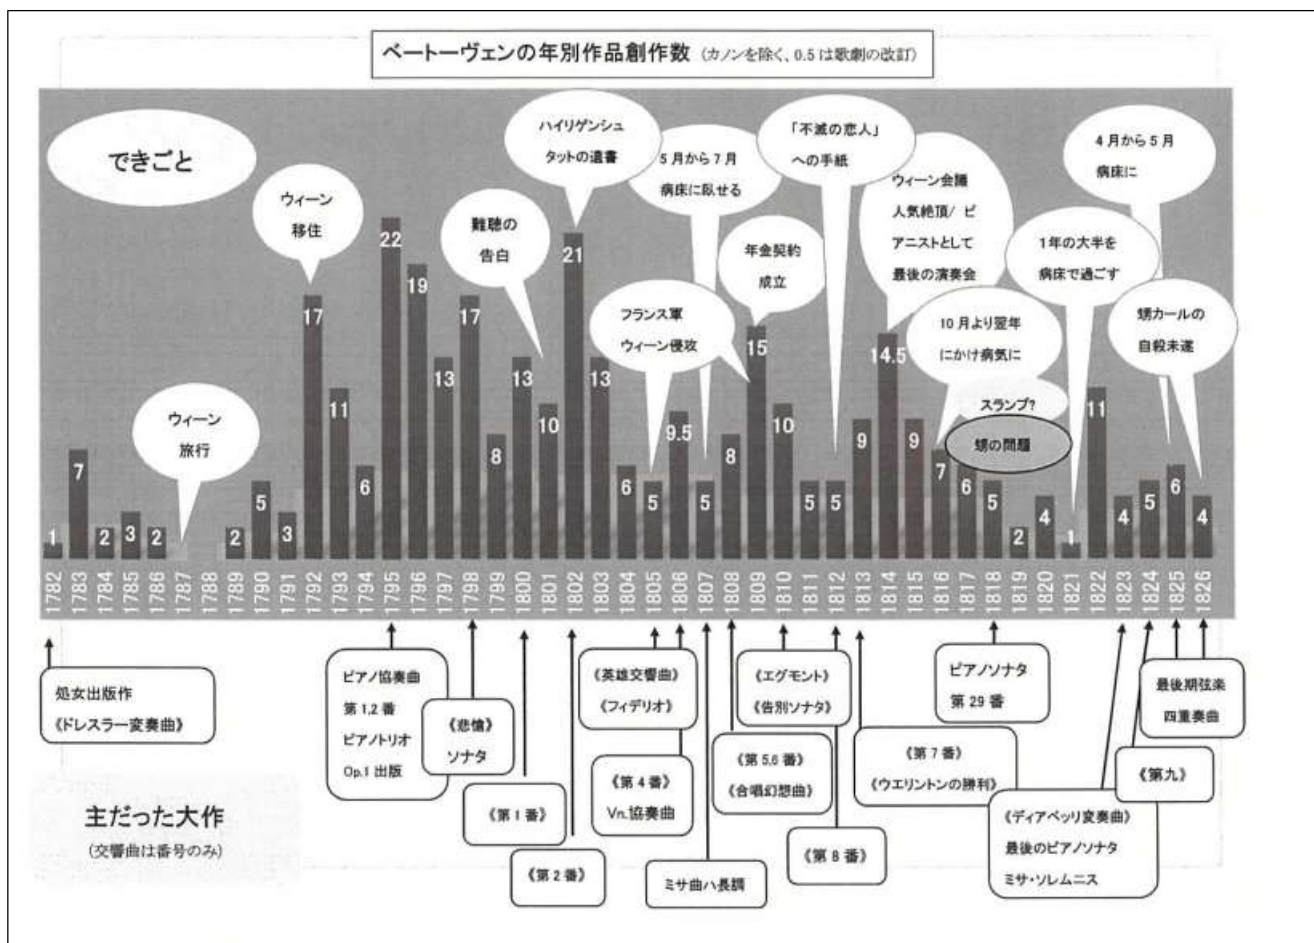 ベートーヴェンの年別作品創作数 (カノンを除く、0.5 は歌劇の改訂)
できごと
ウィーン
旅行
ウィーン
移住
難聴の
告白
ハイリゲンシュ
タットの遺書
フランス軍
ウィーン侵攻
5 月から 7 月
病床に臥せる
年金契約
成立
「不滅の恋人」
への手紙
ウィーン会議
人気絶頂/ ピ
アニストとして
最後の演奏会
10 月より翌年
にかけ病気に
スランプ?
甥の問題
1 年の大半を
病床で過ごす
4 月から 5 月
病床に
甥カールの
自殺未遂
1 7 2 3 2 2 5 3 17 11 6 22 19 13 17 8 13 10 21 13 6 5 9.5 5 8 15 10 5 5 9 14.5 9 7 6 5 2 4 1 11 4 5 6 4
1782 1783 1784 1785 1786 1787 1788 1789 1790 1791 1792 1793 1794 1795 1796 1797 1798 1799 1800 1801 1802 1803 1804 1805 1806 1807 1808 1809 1810 1811 1812 1813 1814 1815 1816 1817 1818 1819 1820 1821 1822 1823 1824 1825 1826
処女出版作
《ドレスラー変奏曲》
ピアノ協奏曲
第 1,2 番
ピアノトリオ
Op.1 出版
《悲愴》
ソナタ
《第 1 番》
《第 2 番》
《英雄交響曲》
《フィデリオ》
《第 4 番》
Vn.協奏曲
ミサ曲ハ長調
《第 5,6 番》
《合唱幻想曲》
《エグモント》
《告別ソナタ》
《第 8 番》
《第 7 番》
《ウエリントンの勝利》
ピアノソナタ
第 29 番
《ディアベッリ変奏曲》
最後のピアノソナタ
ミサ・ソレムニス
《第九》
最後期弦楽
四重奏曲
主だった大作
(交響曲は番号のみ)